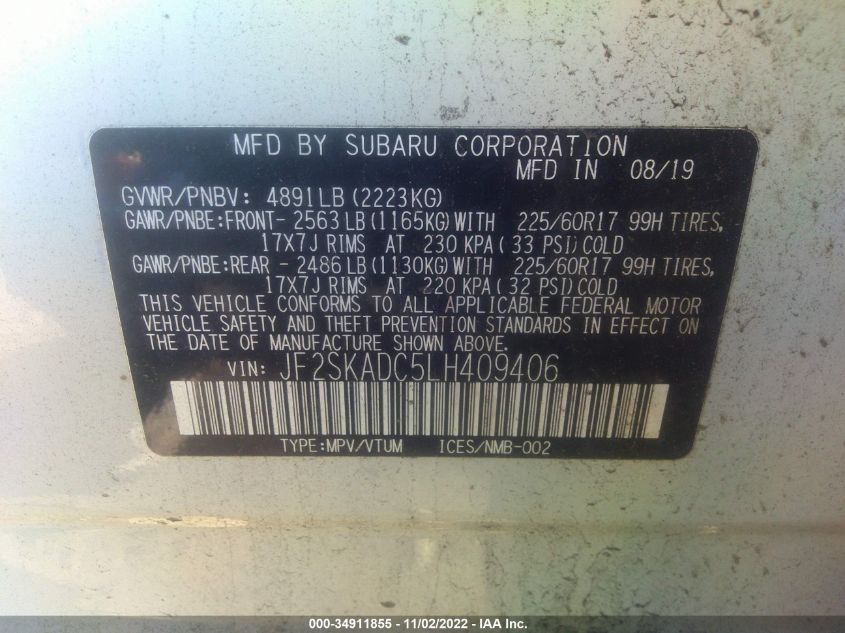 MFD BY SUBARU CORPORATION
MFD IN 08/19
GVWR/PNBV: 4891LB (2223KG)
GAWR/PNBE:FRONT- 2563 LB (1165KG)WITH 225/60R17 99H TIRES,
17X7J RIMS AT 230 KPA ( 33 PSI)COLD
GAWR/PNBE:REAR - 2486 LB (1130KG)WITH 225/60R17 99H TIRES,
17X7J RIMS AT 220 KPA ( 32 PSI)COLD
THIS VEHICLE CONFORMS TO ALL APPLICABLE FEDERAL MOTOR
VEHICLE SAFETY AND THEFT PREVENTION STANDARDS IN EFFECT ON
THE DATE OF MANUFACTURE SHOWN ABOVE.
VIN: JF2SKADC5LH409406
TYPE:MPV/VTUM ICES/NMB-002
000-34911855 - 11/02/2022 - IAA Inc.